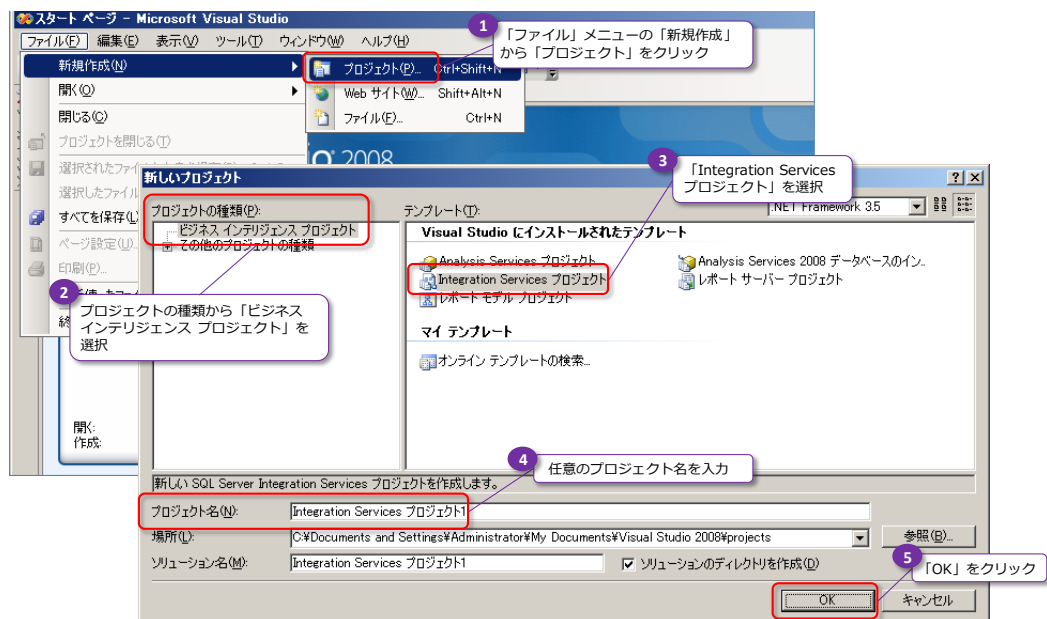 スタート ページ - Microsoft Visual Studio
ファイル(F) 編集(E) 表示(V) ツール(T) ウィンドウ(W) ヘルプ(H)
1
「ファイル」メニューの「新規作成」
から「プロジェクト」をクリック
新規作成(N)
プロジェクト(P)... Ctrl+Shift+N
開く(O)
Web サイト(W)... Shift+Alt+N
閉じる(C)
ファイル(F)... Ctrl+N
プロジェクトを閉じる(T)
2008
選択されたファイ
選択したファイル
すべてを保存(L)
ページ設定(U)...
印刷(P)...
3
「Integration Services
プロジェクト」を選択
新しいプロジェクト
プロジェクトの種類(P):
テンプレート(T):
.NET Framework 3.5
ビジネス インテリジェンス プロジェクト
その他のプロジェクトの種類
Visual Studio にインストールされたテンプレート
Analysis Services プロジェクト
Analysis Services 2008 データベースのイン...
Integration Services プロジェクト
レポート サーバー プロジェクト
レポート モデル プロジェクト
2
プロジェクトの種類から「ビジネス
インテリジェンス プロジェクト」を
選択
マイ テンプレート
オンライン テンプレートの検索...
開く:
作成:
4
任意のプロジェクト名を入力
新しい SQL Server Integration Services プロジェクトを作成します。
プロジェクト名(N): Integration Services プロジェクト1
場所(L): C:¥Documents and Settings¥Administrator¥My Documents¥Visual Studio 2008¥projects 参照(B)...
ソリューション名(M): Integration Services プロジェクト1 ソリューションのディレクトリを作成(D)
5
「OK」をクリック
OK キャンセル